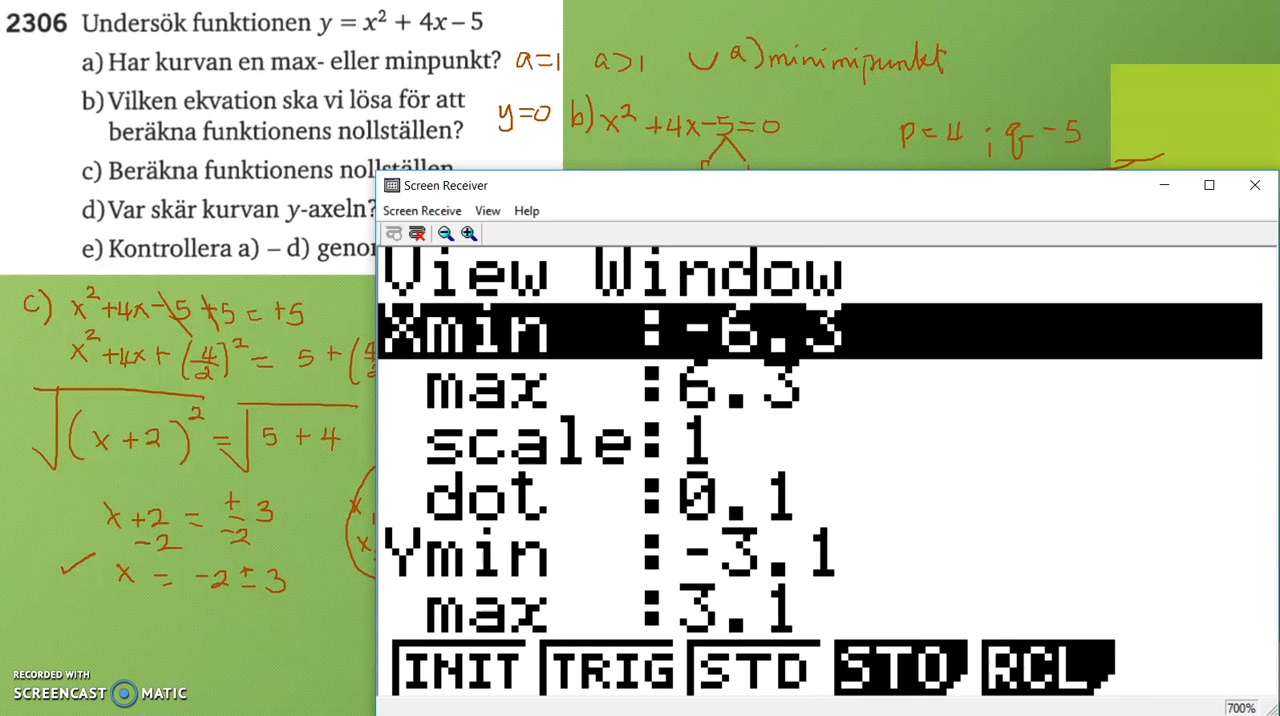 2306 Undersök funktionen y = x² + 4x – 5
a) Har kurvan en max- eller minpunkt?
a=1 a>1 ∪ a) minimipunkt
b) Vilken ekvation ska vi lösa för att
beräkna funktionens nollställen?
y=0 b) x² +4x-5=0 p=4 ; q -5
c) Beräkna funktionens nollställen
d) Var skär kurvan y-axeln?
e) Kontrollera a) – d) genom
c) x²+4x-5+5=+5
x²+4x+(4/2)² = 5+(4/2
√(x+2)² = √5+4
x+2 = ±3
-2 -2
✓ x = -2±3
Screen Receiver
Screen Receive View Help
View Window
Xmin :-6.3
max :6.3
scale:1
dot :0.1
Ymin :-3.1
max :3.1
INIT TRIG STD STO RCL
700%
RECORDED WITH
SCREENCAST MATIC